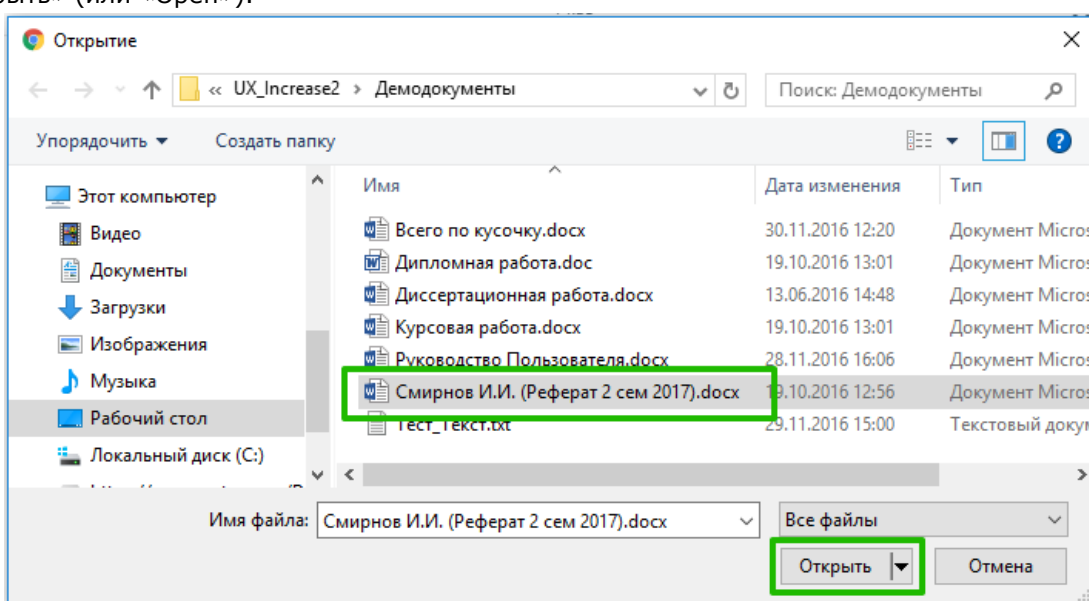 (или «Open»).
Открытие
« UX_Increase2 › Демодокументы
Поиск: Демодокументы
Упорядочить
Создать папку
Имя
Дата изменения
Тип
Этот компьютер
Видео
Документы
Загрузки
Изображения
Музыка
Рабочий стол
Локальный диск (C:)
Всего по кусочку.docx 30.11.2016 12:20 Документ Micros
Дипломная работа.doc 19.10.2016 13:01 Документ Micros
Диссертационная работа.docx 13.06.2016 14:48 Документ Micros
Курсовая работа.docx 19.10.2016 13:01 Документ Micros
Руководство Пользователя.docx 28.11.2016 16:06 Документ Micros
Смирнов И.И. (Реферат 2 сем 2017).docx 19.10.2016 12:56 Документ Micros
Тест_Текст.txt 29.11.2016 15:00 Текстовый докум
Имя файла: Смирнов И.И. (Реферат 2 сем 2017).docx
Все файлы
Открыть
Отмена